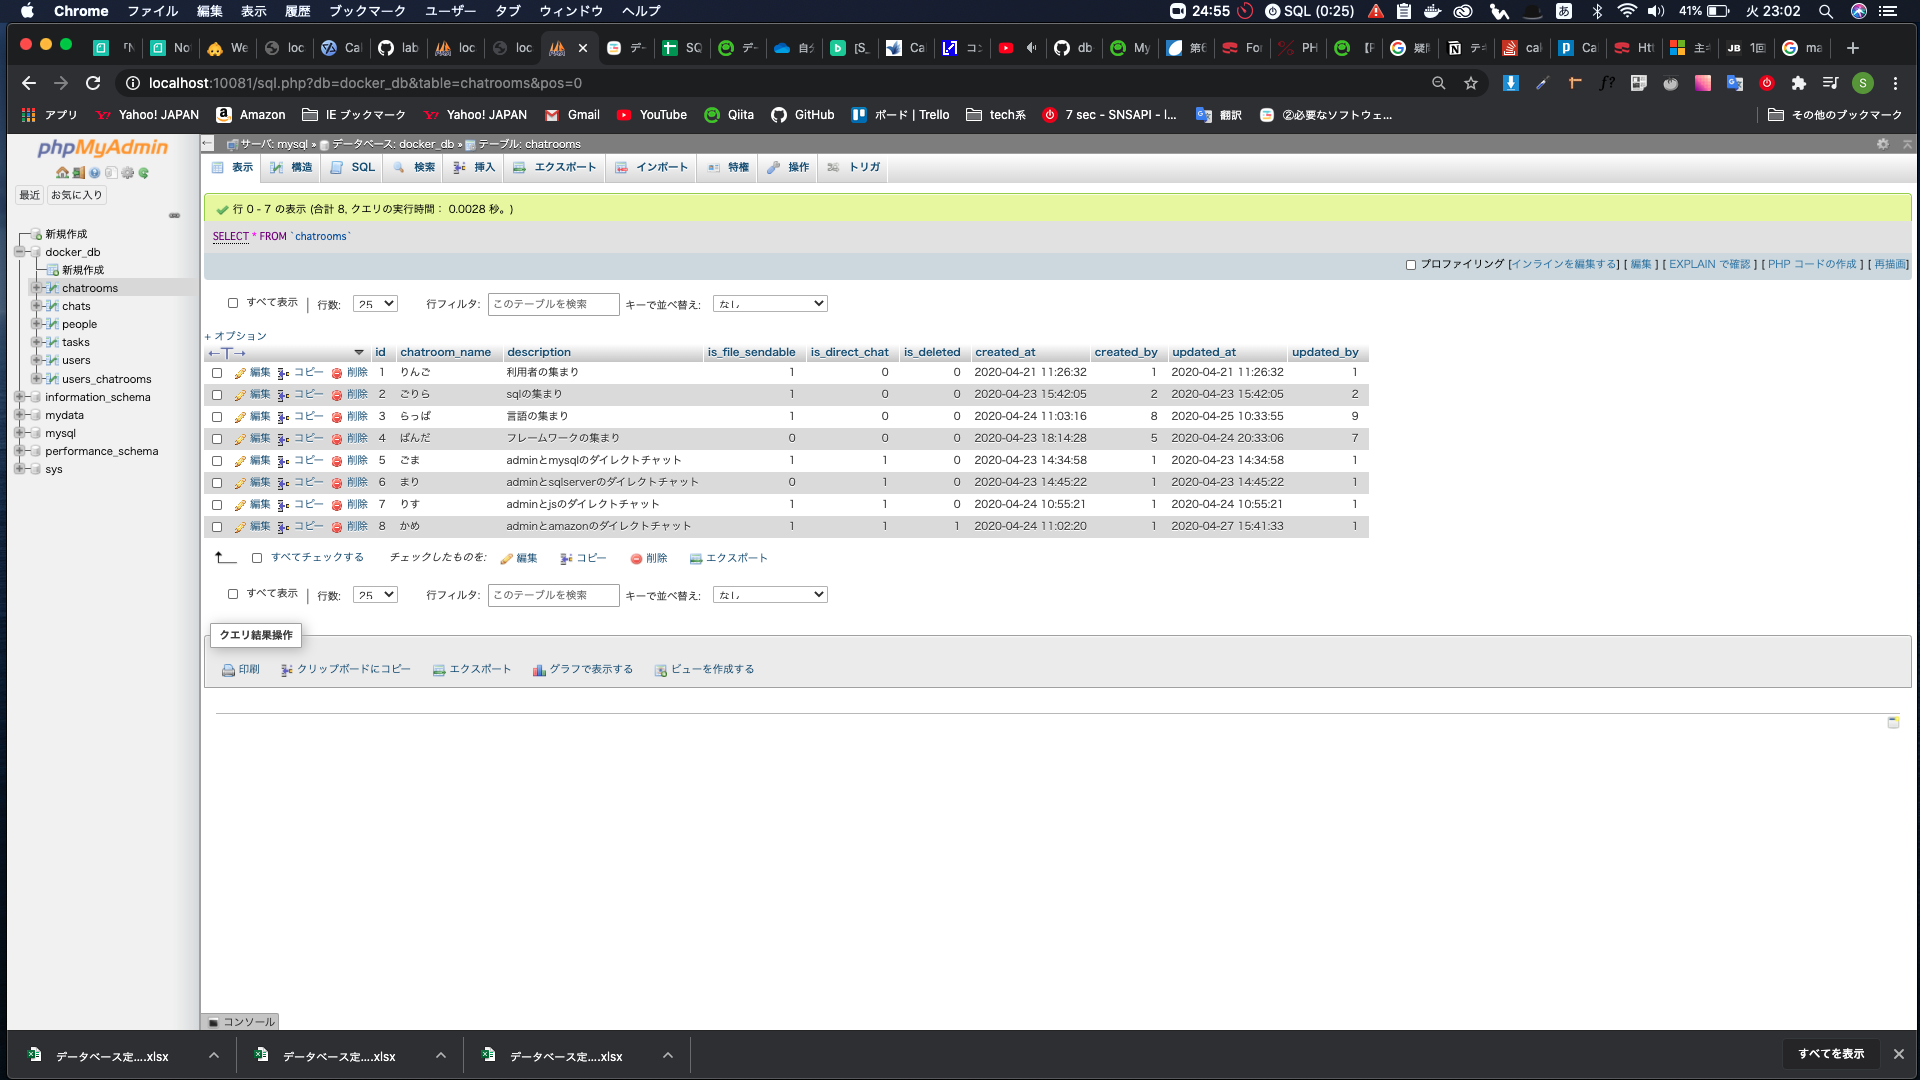 Chrome ファイル 編集 表示 履歴 ブックマーク ユーザー タブ ウィンドウ ヘルプ 24:55 SQL (0:25) あ 41% 火 23:02
「N No We loc Cal lab loc loc デー SQ デー 自分 [S_ Ca コン db My 第6 For PH 【P 疑問 テキ cak Ca Htt 主キ JB 1回 ma
localhost:10081/sql.php?db=docker_db&table=chatrooms&pos=0 f? S
アプリ Yahoo! JAPAN Amazon IE ブックマーク Yahoo! JAPAN Gmail YouTube Qiita GitHub ボード | Trello tech系 7 sec - SNSAPI - I... 翻訳 ②必要なソフトウェ... その他のブックマーク
phpMyAdmin
最近 お気に入り
新規作成
docker_db
新規作成
chatrooms
chats
people
tasks
users
users_chatrooms
information_schema
mydata
mysql
performance_schema
sys
サーバ: mysql » データベース: docker_db » テーブル: chatrooms
表示 構造 SQL 検索 挿入 エクスポート インポート 特権 操作 トリガ
行 0 - 7 の表示 (合計 8, クエリの実行時間： 0.0028 秒。)
SELECT * FROM `chatrooms`
プロファイリング [インラインを編集する] [ 編集 ] [ EXPLAIN で確認 ] [ PHP コードの作成 ] [ 再描画]
すべて表示 行数: 25 行フィルタ: このテーブルを検索 キーで並べ替え: なし
+ オプション
←T→ id chatroom_name description is_file_sendable is_direct_chat is_deleted created_at created_by updated_at updated_by
編集 コピー 削除 1 りんご 利用者の集まり 1 0 0 2020-04-21 11:26:32 1 2020-04-21 11:26:32 1
編集 コピー 削除 2 ごりら sqlの集まり 1 0 0 2020-04-23 15:42:05 2 2020-04-23 15:42:05 2
編集 コピー 削除 3 らっぱ 言語の集まり 1 0 0 2020-04-24 11:03:16 8 2020-04-25 10:33:55 9
編集 コピー 削除 4 ぱんだ フレームワークの集まり 0 0 0 2020-04-23 18:14:28 5 2020-04-24 20:33:06 7
編集 コピー 削除 5 ごま adminとmysqlのダイレクトチャット 1 1 0 2020-04-23 14:34:58 1 2020-04-23 14:34:58 1
編集 コピー 削除 6 まり adminとsqlserverのダイレクトチャット 0 1 0 2020-04-23 14:45:22 1 2020-04-23 14:45:22 1
編集 コピー 削除 7 りす adminとjsのダイレクトチャット 1 1 0 2020-04-24 10:55:21 1 2020-04-24 10:55:21 1
編集 コピー 削除 8 かめ adminとamazonのダイレクトチャット 1 1 1 2020-04-24 11:02:20 1 2020-04-27 15:41:33 1
すべてチェックする チェックしたものを: 編集 コピー 削除 エクスポート
すべて表示 行数: 25 行フィルタ: このテーブルを検索 キーで並べ替え: なし
クエリ結果操作
印刷 クリップボードにコピー エクスポート グラフで表示する ビューを作成する
コンソール
データベース定....xlsx データベース定....xlsx データベース定....xlsx すべてを表示